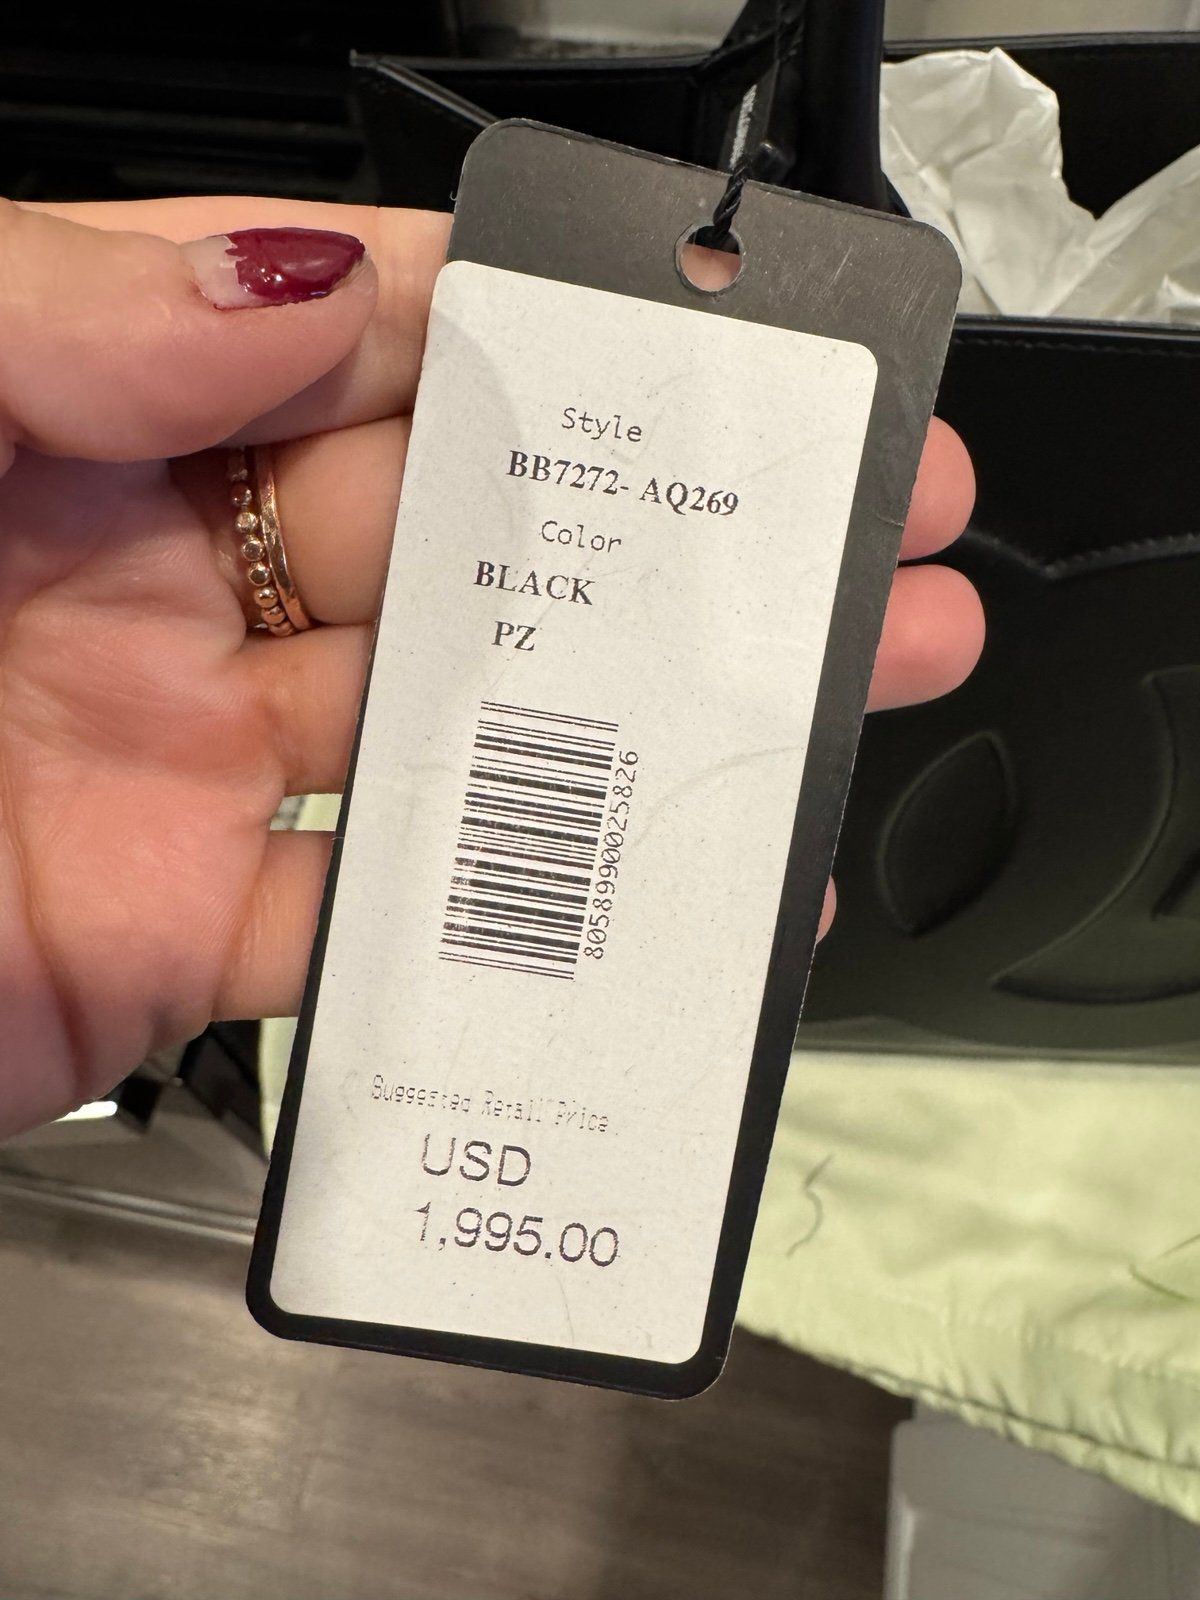 Style
BB7272- AQ269
Color
BLACK
PZ
8058990025826
Suggested Retail Price
USD
1,995.00